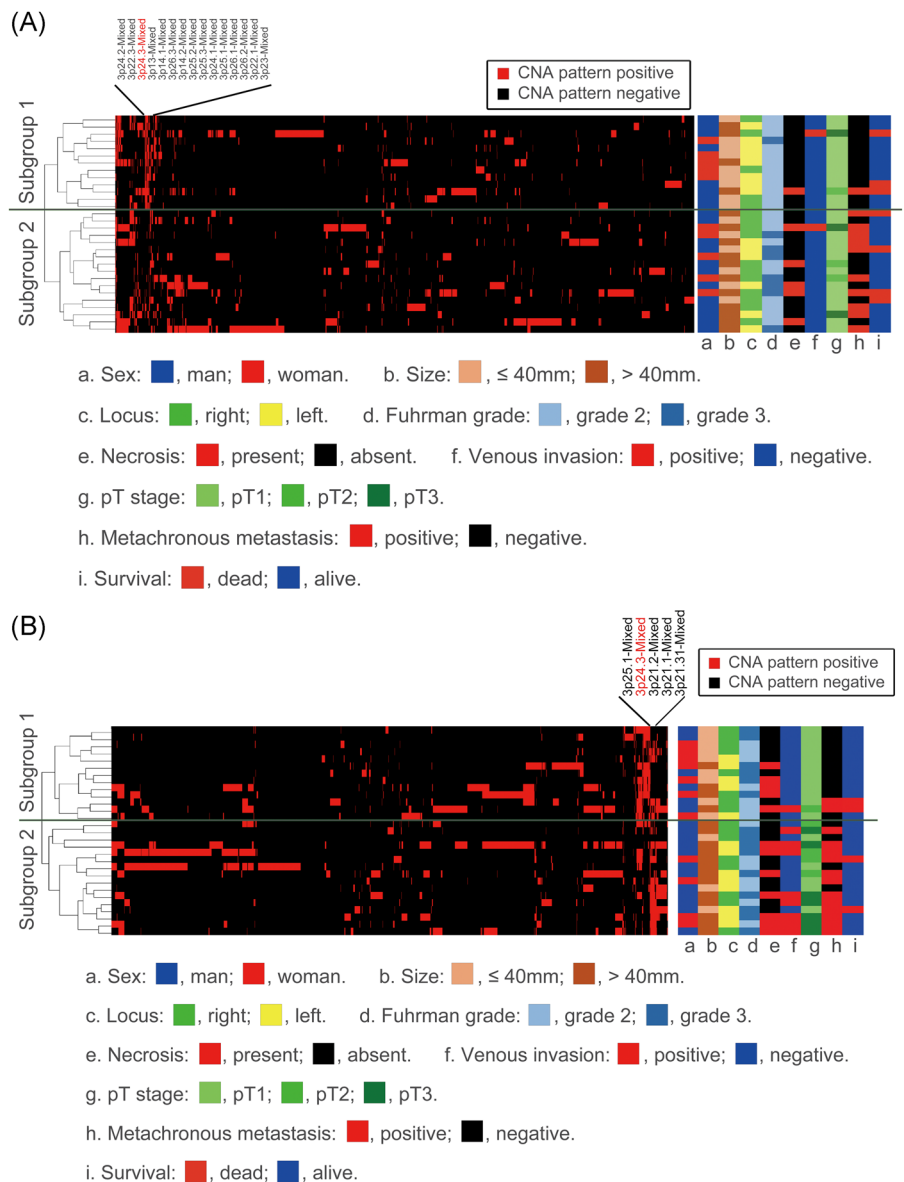 (A)
3p24.2-Mixed
3p22.3-Mixed
3p24.3-Mixed
3p13-Mixed
3p14.1-Mixed
3p26.3-Mixed
3p14.2-Mixed
3p25.2-Mixed
3p25.3-Mixed
3p24.1-Mixed
3p25.1-Mixed
3p26.1-Mixed
3p26.2-Mixed
3p22.1-Mixed
3p23-Mixed
CNA pattern positive
CNA pattern negative
Subgroup 1
Subgroup 2
a b c d e f g h i
a. Sex: , man; , woman. b. Size: , ≤ 40mm; , > 40mm.
c. Locus: , right; , left. d. Fuhrman grade: , grade 2; , grade 3.
e. Necrosis: , present; , absent. f. Venous invasion: , positive; , negative.
g. pT stage: , pT1; , pT2; , pT3.
h. Metachronous metastasis: , positive; , negative.
i. Survival: , dead; , alive.
(B)
3p25.1-Mixed
3p24.3-Mixed
3p21.2-Mixed
3p21.1-Mixed
3p21.31-Mixed
CNA pattern positive
CNA pattern negative
Subgroup 1
Subgroup 2
a b c d e f g h i
a. Sex: , man; , woman. b. Size: , ≤ 40mm; , > 40mm.
c. Locus: , right; , left. d. Fuhrman grade: , grade 2; , grade 3.
e. Necrosis: , present; , absent. f. Venous invasion: , positive; , negative.
g. pT stage: , pT1; , pT2; , pT3.
h. Metachronous metastasis: , positive; , negative.
i. Survival: , dead; , alive.